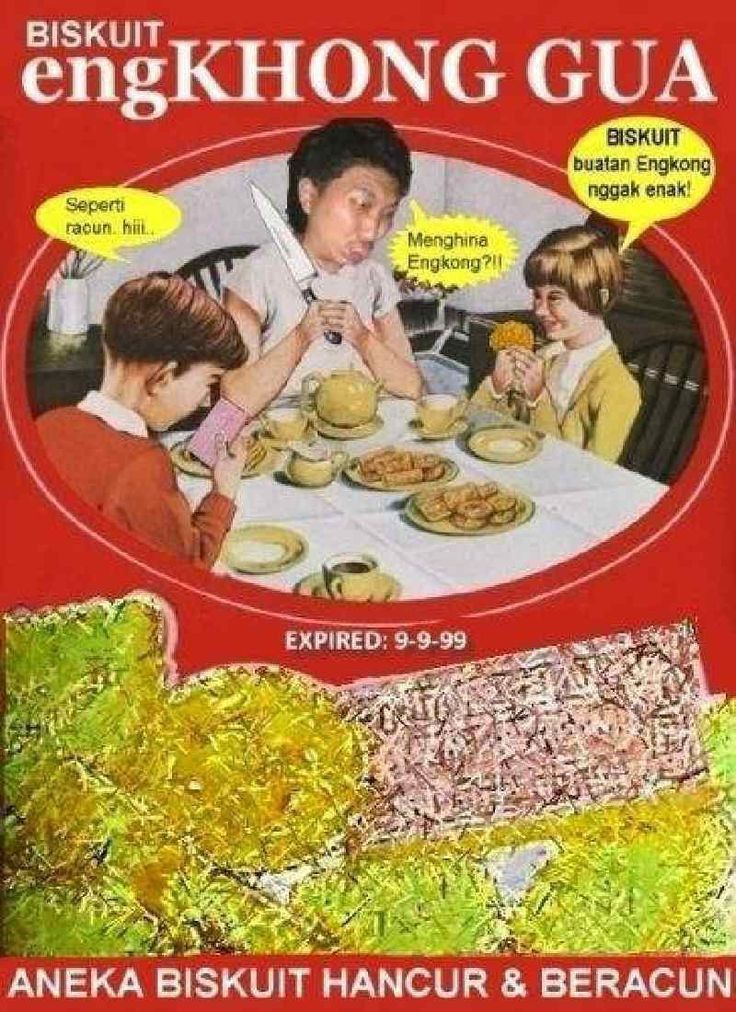 BISKUIT
engKHONG GUA
BISKUIT
buatan Engkong
nggak enak!
Seperti
racun. hiii..
Menghina
Engkong?!!
EXPIRED: 9-9-99
ANEKA BISKUIT HANCUR & BERACUN